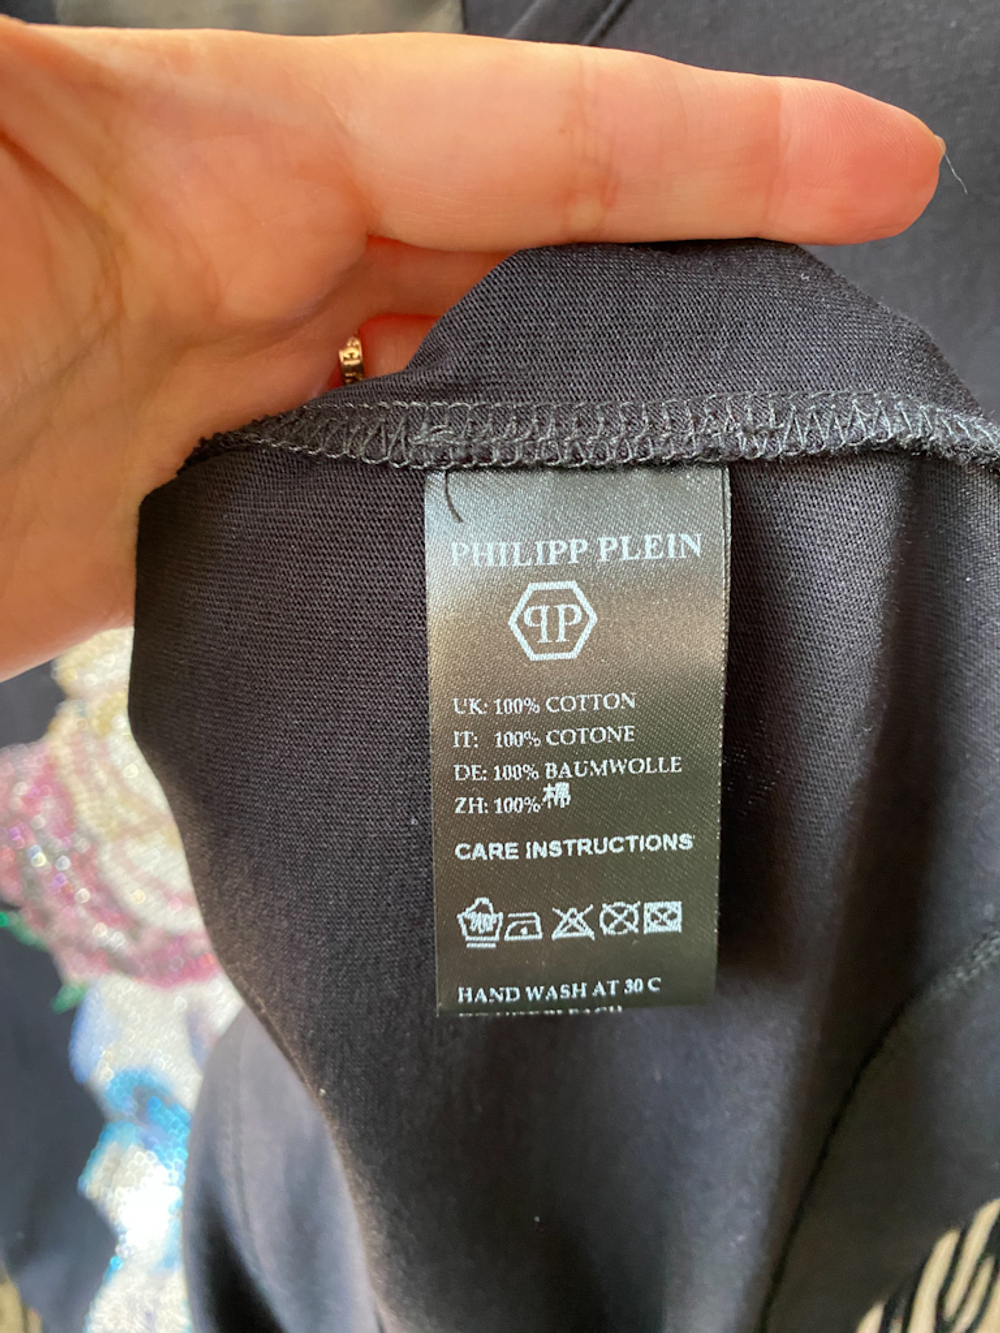 PHILIPP PLEIN
PP
UK: 100% COTTON
IT: 100% COTONE
DE: 100% BAUMWOLLE
ZH: 100%棉
CARE INSTRUCTIONS
HAND WASH AT 30 C